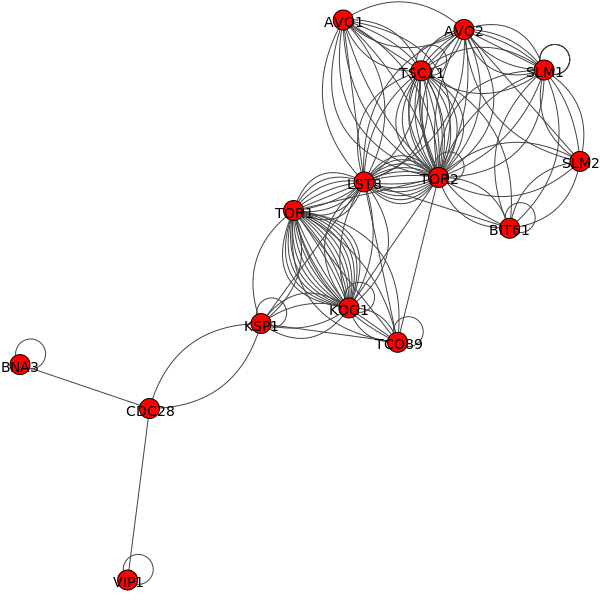 AVO1
AVO2
TSC11
SLM1
SLM2
LST8
TOR2
TOR1
BIT61
KOG1
KSP1
TCO89
BNA3
CDC28
VIP1